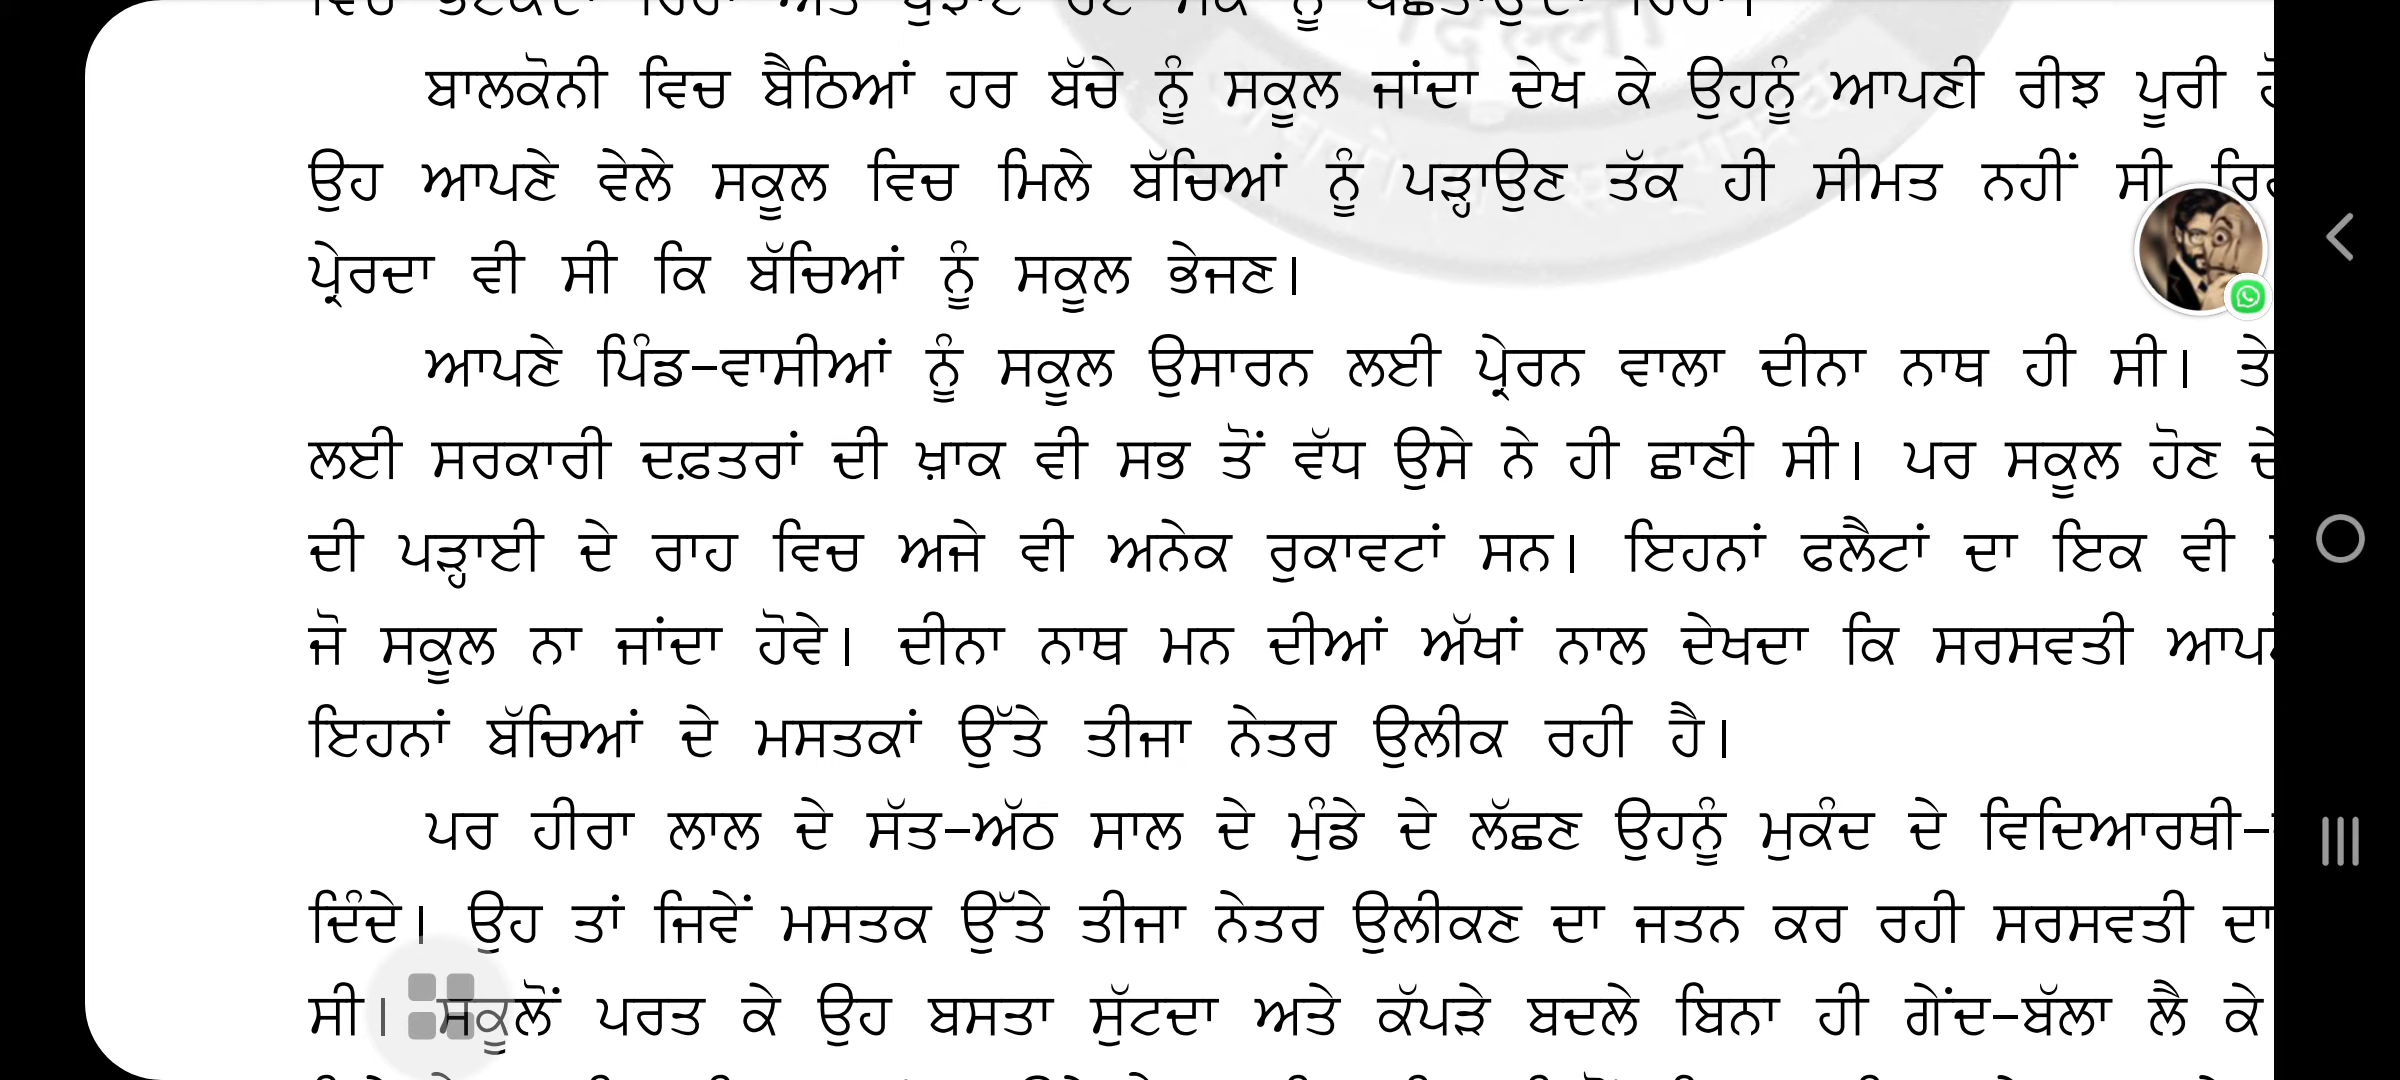 ਬਾਲਕੋਨੀ ਵਿਚ ਬੈਠਿਆਂ ਹਰ ਬੱਚੇ ਨੂੰ ਸਕੂਲ ਜਾਂਦਾ ਦੇਖ ਕੇ ਉਹਨੂੰ ਆਪਣੀ ਰੀਝ ਪੂਰੀ
ਉਹ ਆਪਣੇ ਵੇਲੇ ਸਕੂਲ ਵਿਚ ਮਿਲੇ ਬੱਚਿਆਂ ਨੂੰ ਪੜ੍ਹਾਉਣ ਤੱਕ ਹੀ ਸੀਮਤ ਨਹੀਂ ਸੀ
ਪ੍ਰੇਰਦਾ ਵੀ ਸੀ ਕਿ ਬੱਚਿਆਂ ਨੂੰ ਸਕੂਲ ਭੇਜਣ।
ਆਪਣੇ ਪਿੰਡ-ਵਾਸੀਆਂ ਨੂੰ ਸਕੂਲ ਉਸਾਰਨ ਲਈ ਪ੍ਰੇਰਨ ਵਾਲਾ ਦੀਨਾ ਨਾਥ ਹੀ ਸੀ।
ਲਈ ਸਰਕਾਰੀ ਦਫ਼ਤਰਾਂ ਦੀ ਖ਼ਾਕ ਵੀ ਸਭ ਤੋਂ ਵੱਧ ਉਸੇ ਨੇ ਹੀ ਛਾਣੀ ਸੀ। ਪਰ ਸਕੂਲ ਹੋਣ ਦੇ
ਦੀ ਪੜ੍ਹਾਈ ਦੇ ਰਾਹ ਵਿਚ ਅਜੇ ਵੀ ਅਨੇਕ ਰੁਕਾਵਟਾਂ ਸਨ। ਇਹਨਾਂ ਫਲੈਟਾਂ ਦਾ ਇਕ ਵੀ
ਜੋ ਸਕੂਲ ਨਾ ਜਾਂਦਾ ਹੋਵੇ। ਦੀਨਾ ਨਾਥ ਮਨ ਦੀਆਂ ਅੱਖਾਂ ਨਾਲ ਦੇਖਦਾ ਕਿ ਸਰਸਵਤੀ
ਇਹਨਾਂ ਬੱਚਿਆਂ ਦੇ ਮਸਤਕਾਂ ਉੱਤੇ ਤੀਜਾ ਨੇਤਰ ਉਲੀਕ ਰਹੀ ਹੈ।
ਪਰ ਹੀਰਾ ਲਾਲ ਦੇ ਸੱਤ-ਅੱਠ ਸਾਲ ਦੇ ਮੁੰਡੇ ਦੇ ਲੱਛਣ ਉਹਨੂੰ ਮੁਕੰਦ ਦੇ ਵਿਦਿਆਰਥੀ-
ਦਿੰਦੇ। ਉਹ ਤਾਂ ਜਿਵੇਂ ਮਸਤਕ ਉੱਤੇ ਤੀਜਾ ਨੇਤਰ ਉਲੀਕਣ ਦਾ ਜਤਨ ਕਰ ਰਹੀ ਸਰਸਵਤੀ ਦਾ
ਸੀ। ਸਕੂਲੋਂ ਪਰਤ ਕੇ ਉਹ ਬਸਤਾ ਸੁੱਟਦਾ ਅਤੇ ਕੱਪੜੇ ਬਦਲੇ ਬਿਨਾ ਹੀ ਗੇਂਦ-ਬੱਲਾ ਲੈ ਕੇ